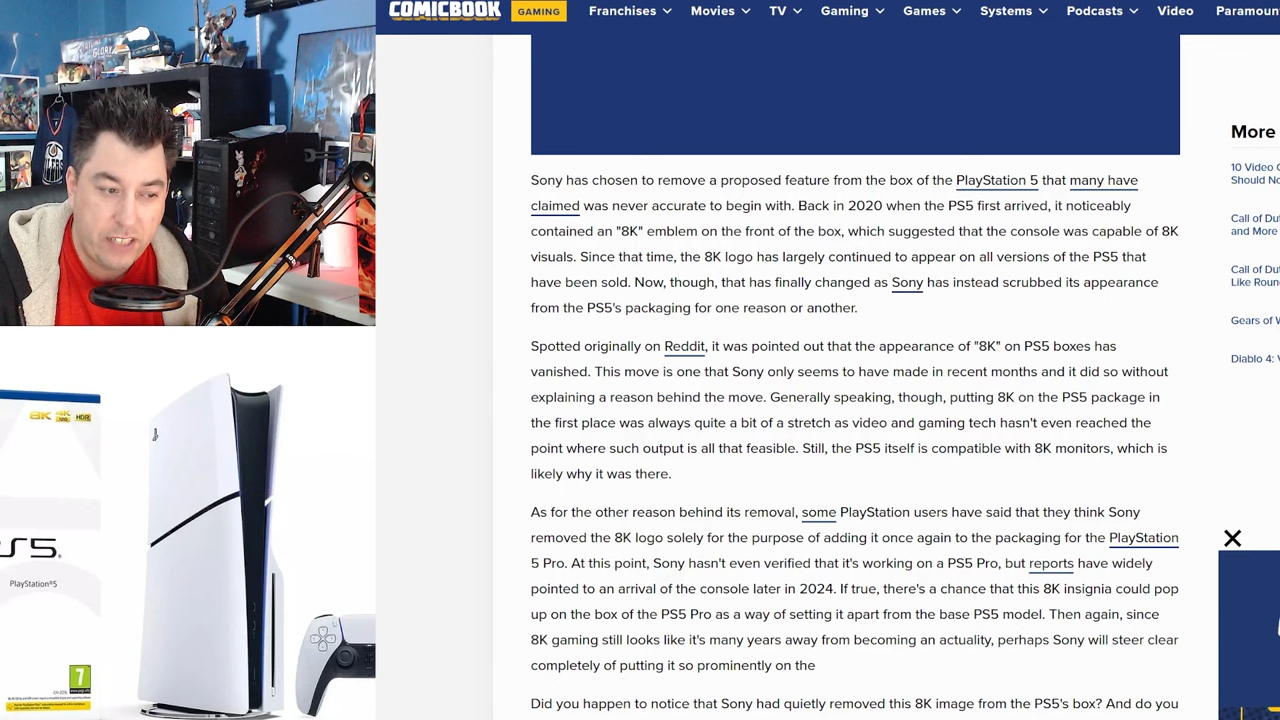 COMICBOOK
GAMING
Franchises
Movies
TV
Gaming
Games
Systems
Podcasts
Video
Paramoun
Sony has chosen to remove a proposed feature from the box of the PlayStation 5 that many have
claimed was never accurate to begin with. Back in 2020 when the PS5 first arrived, it noticeably
contained an "8K" emblem on the front of the box, which suggested that the console was capable of 8K
visuals. Since that time, the 8K logo has largely continued to appear on all versions of the PS5 that
have been sold. Now, though, that has finally changed as Sony has instead scrubbed its appearance
from the PS5's packaging for one reason or another.
Spotted originally on Reddit, it was pointed out that the appearance of "8K" on PS5 boxes has
vanished. This move is one that Sony only seems to have made in recent months and it did so without
explaining a reason behind the move. Generally speaking, though, putting 8K on the PS5 package in
the first place was always quite a bit of a stretch as video and gaming tech hasn't even reached the
point where such output is all that feasible. Still, the PS5 itself is compatible with 8K monitors, which is
likely why it was there.
As for the other reason behind its removal, some PlayStation users have said that they think Sony
removed the 8K logo solely for the purpose of adding it once again to the packaging for the PlayStation
5 Pro. At this point, Sony hasn't even verified that it's working on a PS5 Pro, but reports have widely
pointed to an arrival of the console later in 2024. If true, there's a chance that this 8K insignia could pop
up on the box of the PS5 Pro as a way of setting it apart from the base PS5 model. Then again, since
8K gaming still looks like it's many years away from becoming an actuality, perhaps Sony will steer clear
completely of putting it so prominently on the
Did you happen to notice that Sony had quietly removed this 8K image from the PS5's box? And do you
More
10 Video G
Should No
Call of Du
and More
Call of Du
Like Roun
Gears of W
Diablo 4: V
OILERS
GLORY
8K
4K
HDR
PS5
PlayStation®5
7